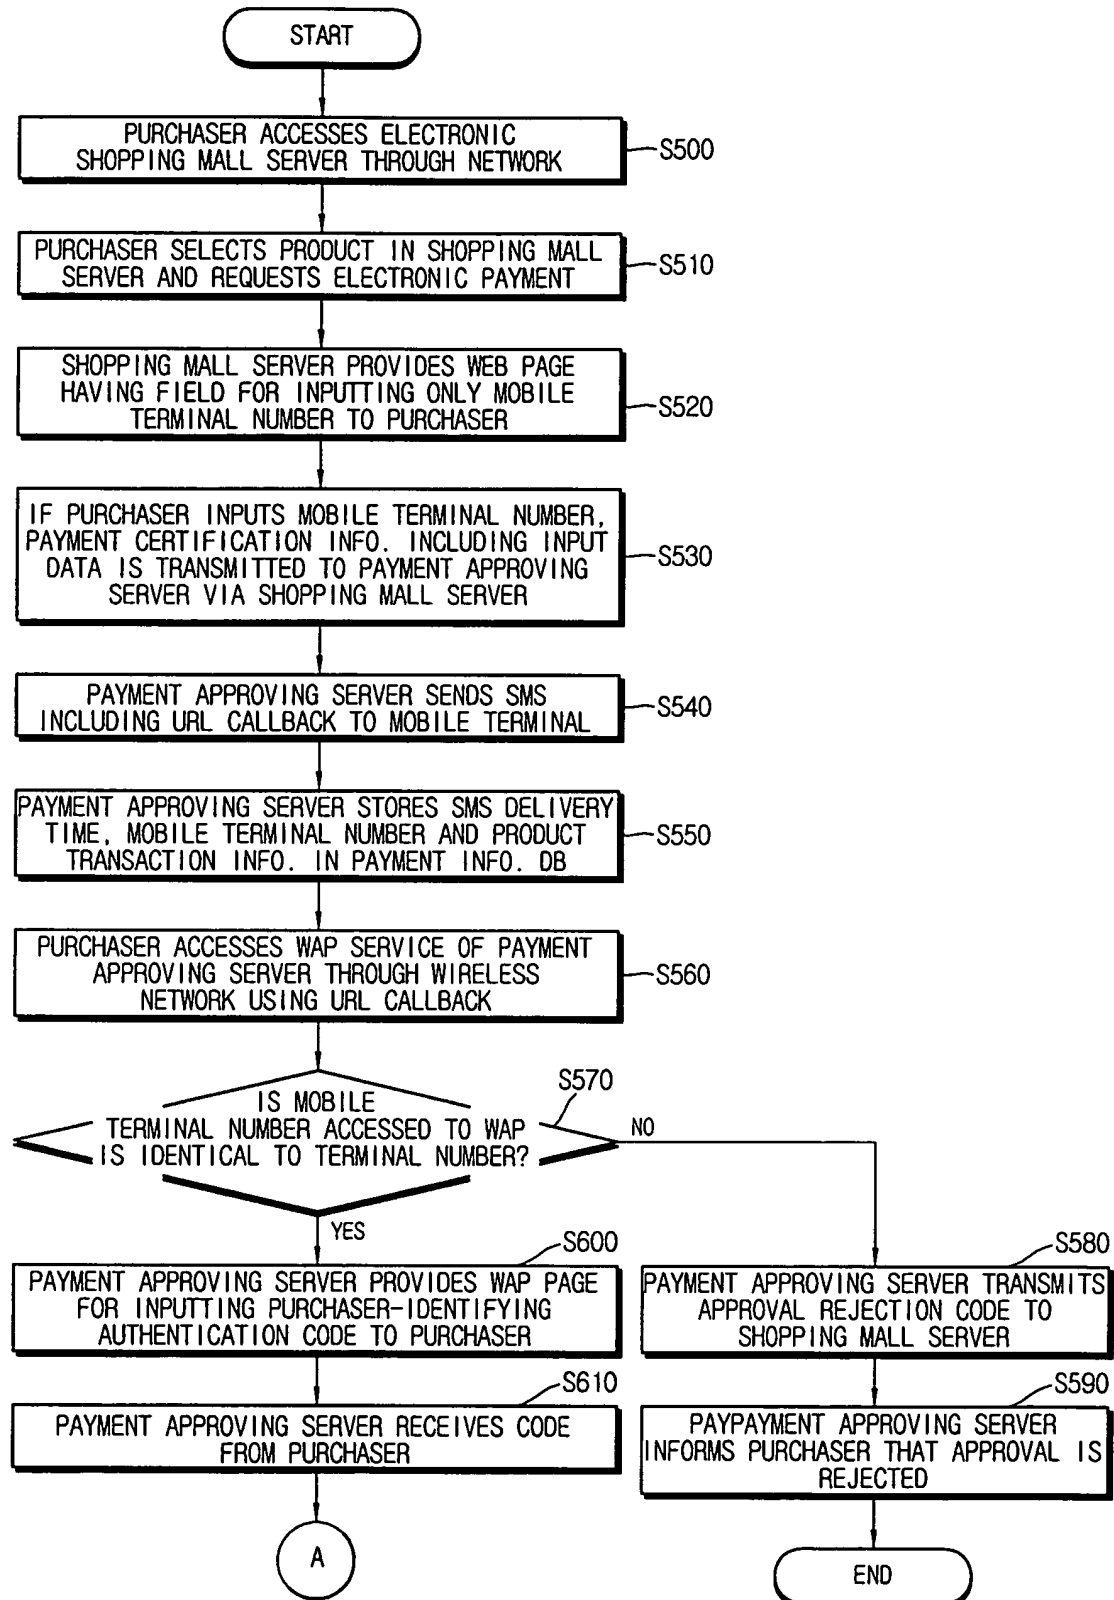 START
PURCHASER ACCESSES ELECTRONIC
SHOPPING MALL SERVER THROUGH NETWORK
S500
PURCHASER SELECTS PRODUCT IN SHOPPING MALL
SERVER AND REQUESTS ELECTRONIC PAYMENT
S510
SHOPPING MALL SERVER PROVIDES WEB PAGE
HAVING FIELD FOR INPUTTING ONLY MOBILE
TERMINAL NUMBER TO PURCHASER
S520
IF PURCHASER INPUTS MOBILE TERMINAL NUMBER,
PAYMENT CERTIFICATION INFO. INCLUDING INPUT
DATA IS TRANSMITTED TO PAYMENT APPROVING
SERVER VIA SHOPPING MALL SERVER
S530
PAYMENT APPROVING SERVER SENDS SMS
INCLUDING URL CALLBACK TO MOBILE TERMINAL
S540
PAYMENT APPROVING SERVER STORES SMS DELIVERY
TIME, MOBILE TERMINAL NUMBER AND PRODUCT
TRANSACTION INFO. IN PAYMENT INFO. DB
S550
PURCHASER ACCESSES WAP SERVICE OF PAYMENT
APPROVING SERVER THROUGH WIRELESS
NETWORK USING URL CALLBACK
S560
S570
IS MOBILE
TERMINAL NUMBER ACCESSED TO WAP
IS IDENTICAL TO TERMINAL NUMBER?
NO
YES
S600
PAYMENT APPROVING SERVER PROVIDES WAP PAGE
FOR INPUTTING PURCHASER-IDENTIFYING
AUTHENTICATION CODE TO PURCHASER
S580
PAYMENT APPROVING SERVER TRANSMITS
APPROVAL REJECTION CODE TO
SHOPPING MALL SERVER
S610
PAYMENT APPROVING SERVER RECEIVES CODE
FROM PURCHASER
S590
PAYPAYMENT APPROVING SERVER
INFORMS PURCHASER THAT APPROVAL IS
REJECTED
A
END